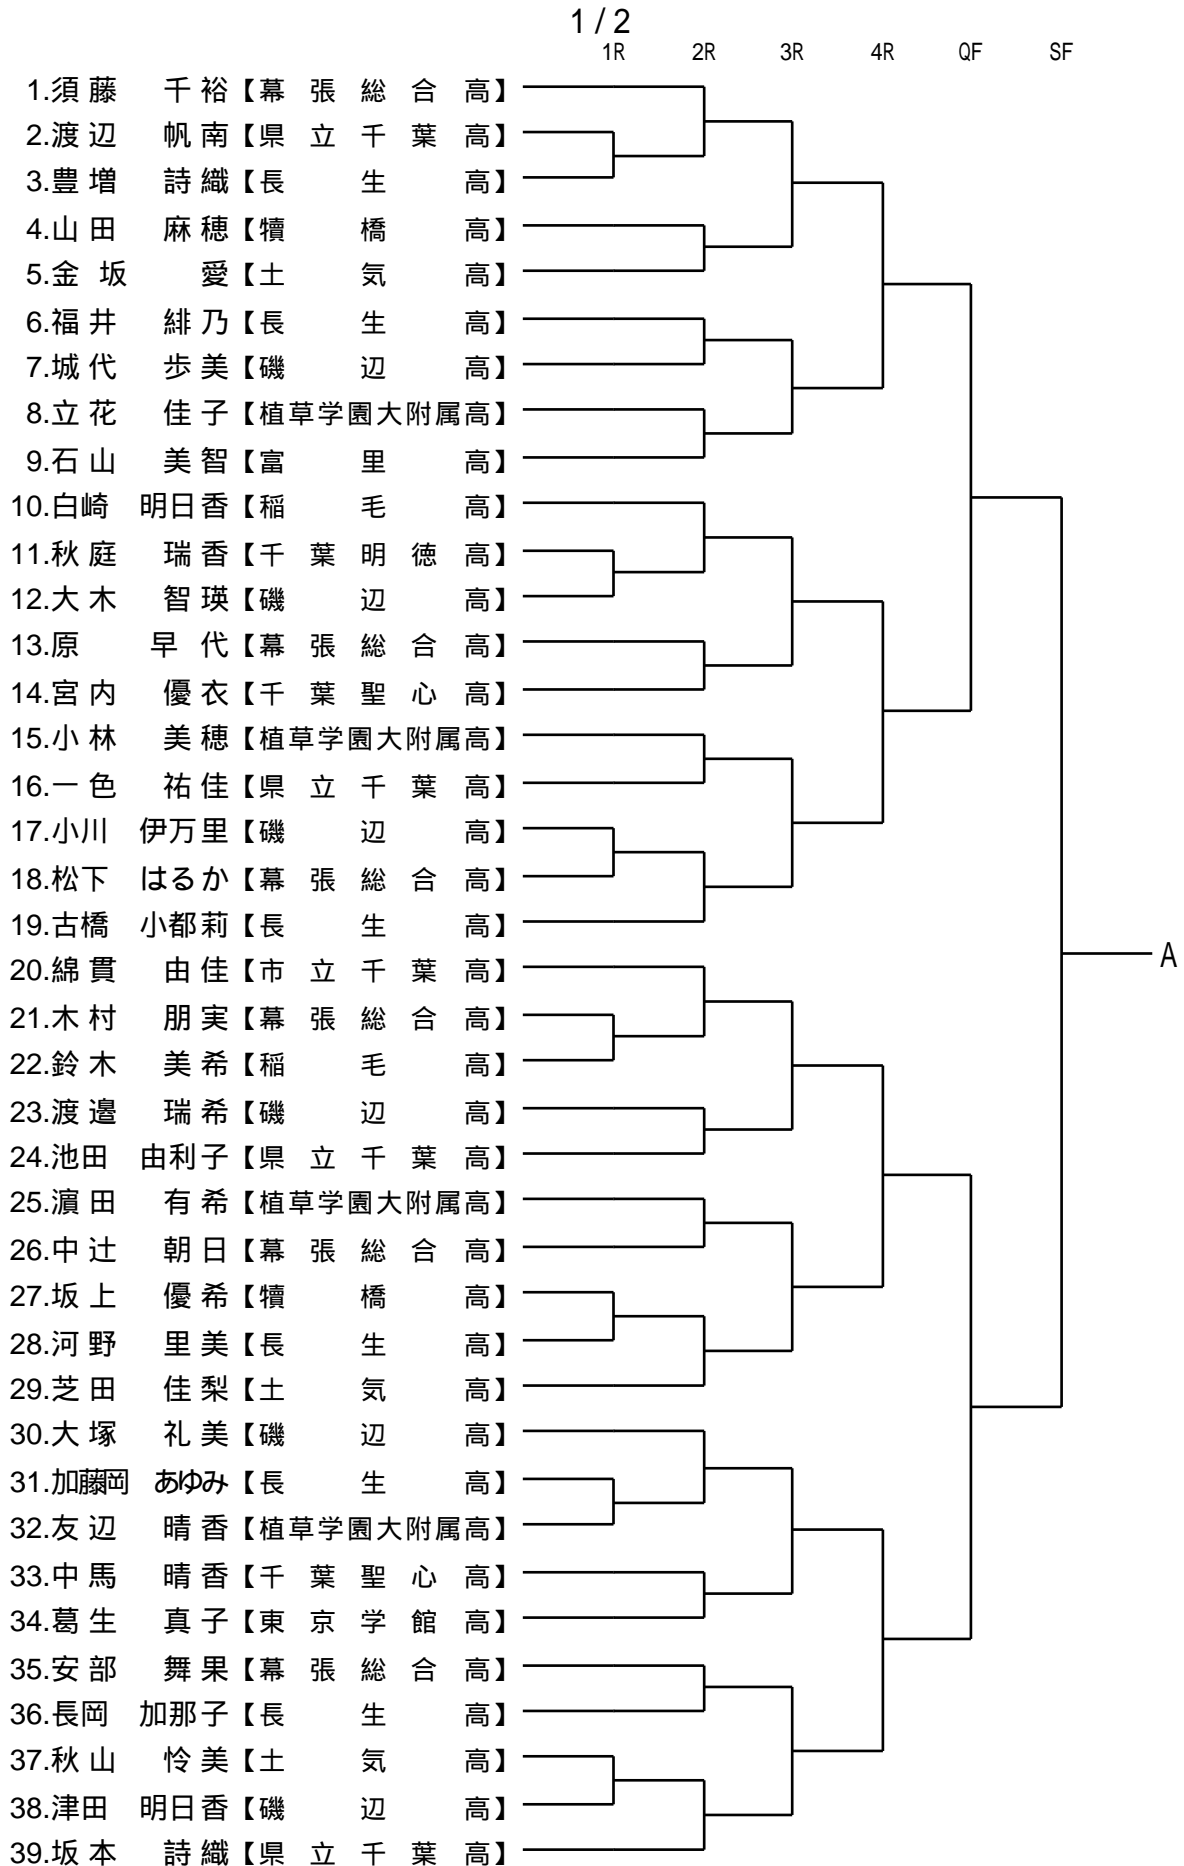 1 / 2
1R 2R 3R 4R QF SF
1.須藤 千裕【幕張総合高】
2.渡辺 帆南【県立千葉高】
3.豊増 詩織【長生高】
4.山田 麻穂【犢橋高】
5.金坂 愛【土気高】
6.福井 緋乃【長生高】
7.城代 歩美【磯辺高】
8.立花 佳子【植草学園大附属高】
9.石山 美智【富里高】
10.白崎 明日香【稲毛高】
11.秋庭 瑞香【千葉明徳高】
12.大木 智瑛【磯辺高】
13.原 早代【幕張総合高】
14.宮内 優衣【千葉聖心高】
15.小林 美穂【植草学園大附属高】
16.一色 祐佳【県立千葉高】
17.小川 伊万里【磯辺高】
18.松下 はるか【幕張総合高】
19.古橋 小都莉【長生高】
20.綿貫 由佳【市立千葉高】
A
21.木村 朋実【幕張総合高】
22.鈴木 美希【稲毛高】
23.渡邉 瑞希【磯辺高】
24.池田 由利子【県立千葉高】
25.濵田 有希【植草学園大附属高】
26.中辻 朝日【幕張総合高】
27.坂上 優希【犢橋高】
28.河野 里美【長生高】
29.芝田 佳梨【土気高】
30.大塚 礼美【磯辺高】
31.加藤岡 あゆみ【長生高】
32.友辺 晴香【植草学園大附属高】
33.中馬 晴香【千葉聖心高】
34.葛生 真子【東京学館高】
35.安部 舞果【幕張総合高】
36.長岡 加那子【長生高】
37.秋山 怜美【土気高】
38.津田 明日香【磯辺高】
39.坂本 詩織【県立千葉高】